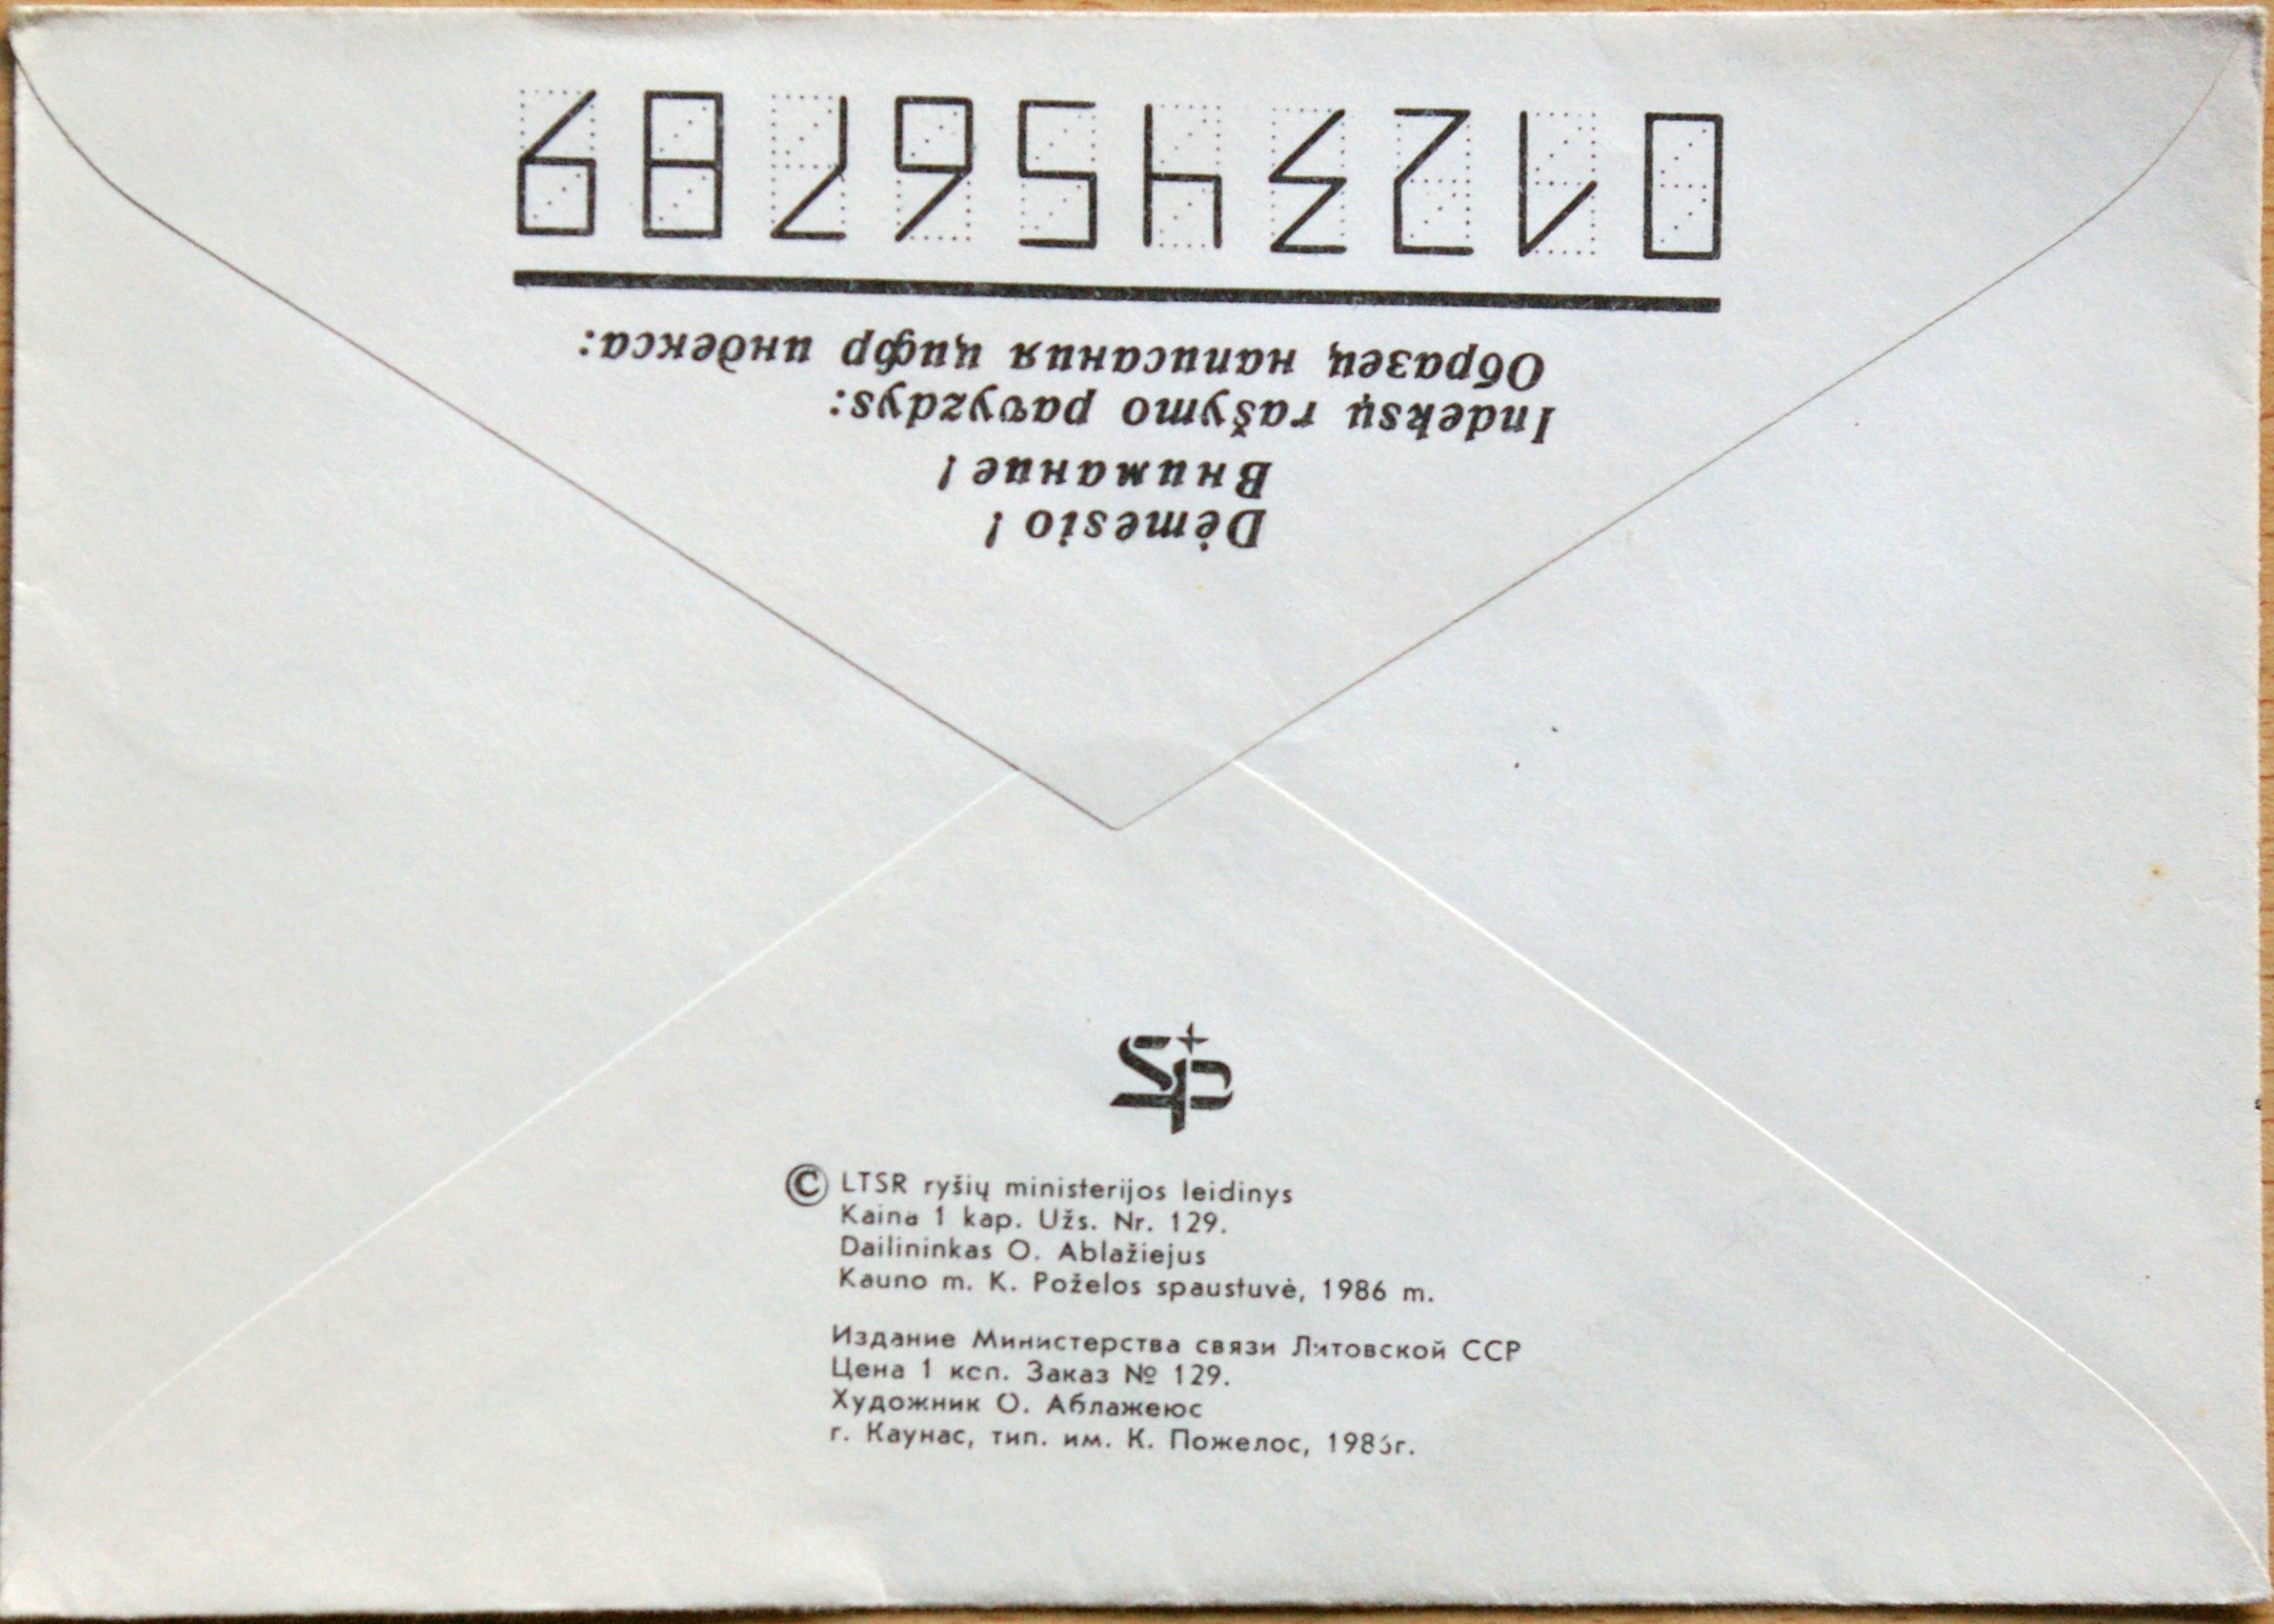 Dėmesio!
Внимание!
Indeksų rašymo pavyzdys:
Образец написания цифр индекса:
0123456789
SP
© LTSR ryšių ministerijos leidinys
Kaina 1 kap. Užs. Nr. 129.
Dailininkas O. Ablažiejus
Kauno m. K. Poželos spaustuvė, 1986 m.
Издание Министерства связи Литовской ССР
Цена 1 коп. Заказ № 129.
Художник О. Аблажеюс
г. Каунас, тип. им. К. Пожелос, 1986г.